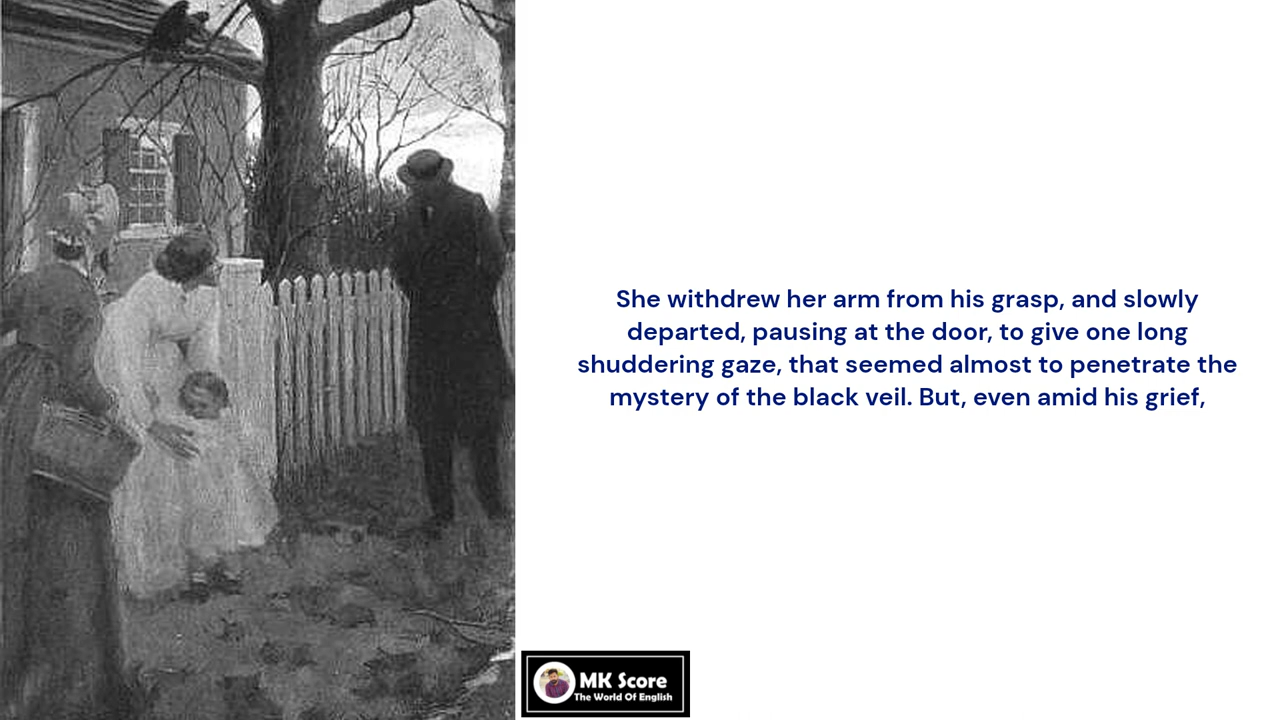 She withdrew her arm from his grasp, and slowly
departed, pausing at the door, to give one long
shuddering gaze, that seemed almost to penetrate the
mystery of the black veil. But, even amid his grief,
MK Score
The World Of English